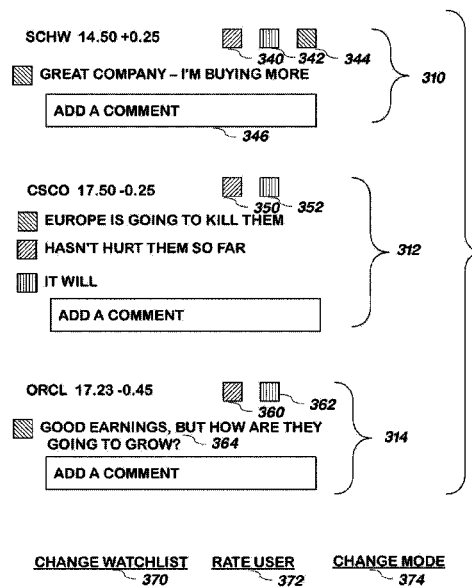 SCHW 14.50 +0.25
340 342 344
GREAT COMPANY – I'M BUYING MORE
310
ADD A COMMENT
346
CSCO 17.50 -0.25
350 352
EUROPE IS GOING TO KILL THEM
HASN'T HURT THEM SO FAR
312
IT WILL
ADD A COMMENT
ORCL 17.23 -0.45
360 362
GOOD EARNINGS, BUT HOW ARE THEY
GOING TO GROW? 364
314
ADD A COMMENT
CHANGE WATCHLIST RATE USER CHANGE MODE
370 372 374